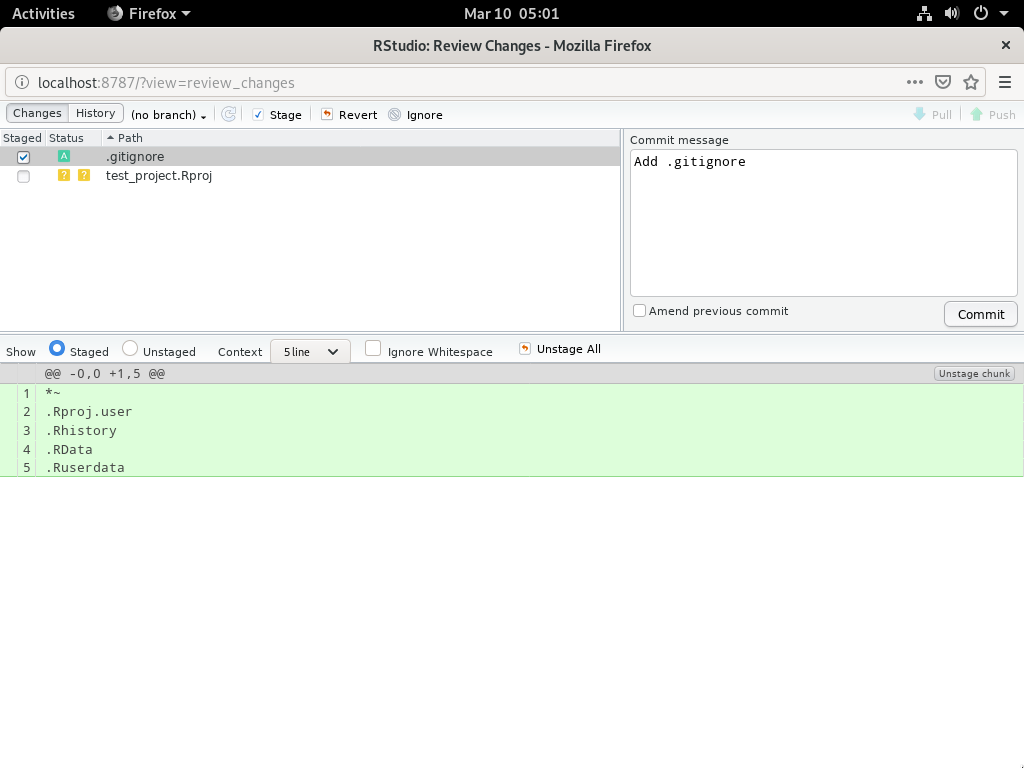 Activities Firefox Mar 10 05:01
RStudio: Review Changes - Mozilla Firefox
localhost:8787/?view=review_changes
Changes History (no branch) Stage Revert Ignore Pull Push
Staged Status Path
A .gitignore
? ? test_project.Rproj
Commit message
Add .gitignore
Amend previous commit
Commit
Show Staged Unstaged Context 5 line Ignore Whitespace Unstage All
@@ -0,0 +1,5 @@ Unstage chunk
1 *~
2 .Rproj.user
3 .Rhistory
4 .RData
5 .Ruserdata